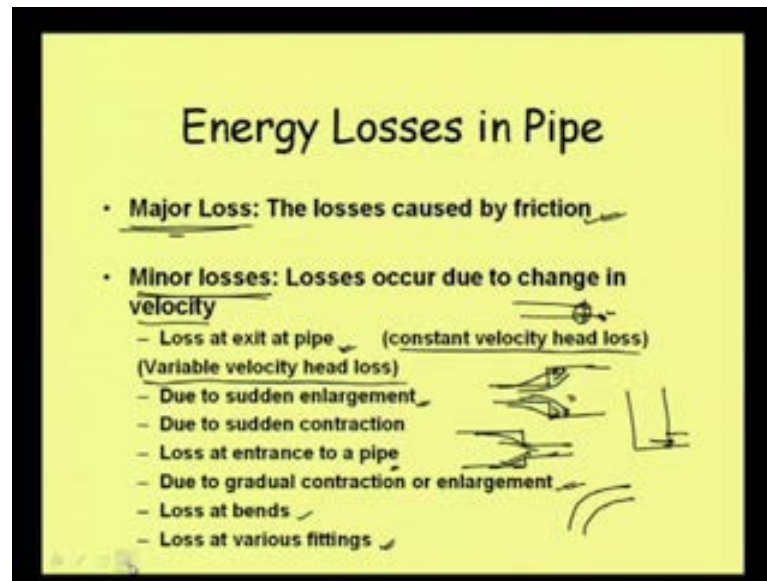 Energy Losses in Pipe
• Major Loss: The losses caused by friction
• Minor losses: Losses occur due to change in
velocity
– Loss at exit at pipe (constant velocity head loss)
(Variable velocity head loss)
– Due to sudden enlargement
– Due to sudden contraction
– Loss at entrance to a pipe
– Due to gradual contraction or enlargement
– Loss at bends
– Loss at various fittings